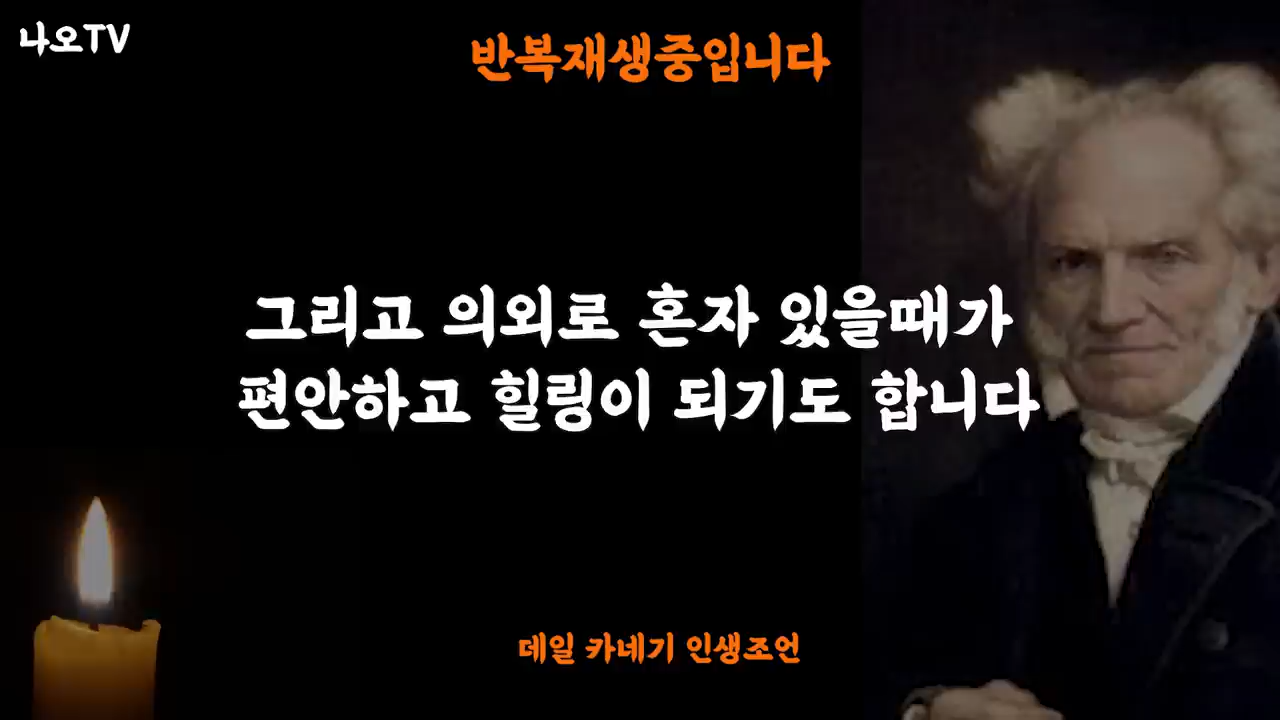 나오TV
반복재생중입니다
그리고 의외로 혼자 있을때가
편안하고 힐링이 되기도 합니다
데일 카네기 인생조언